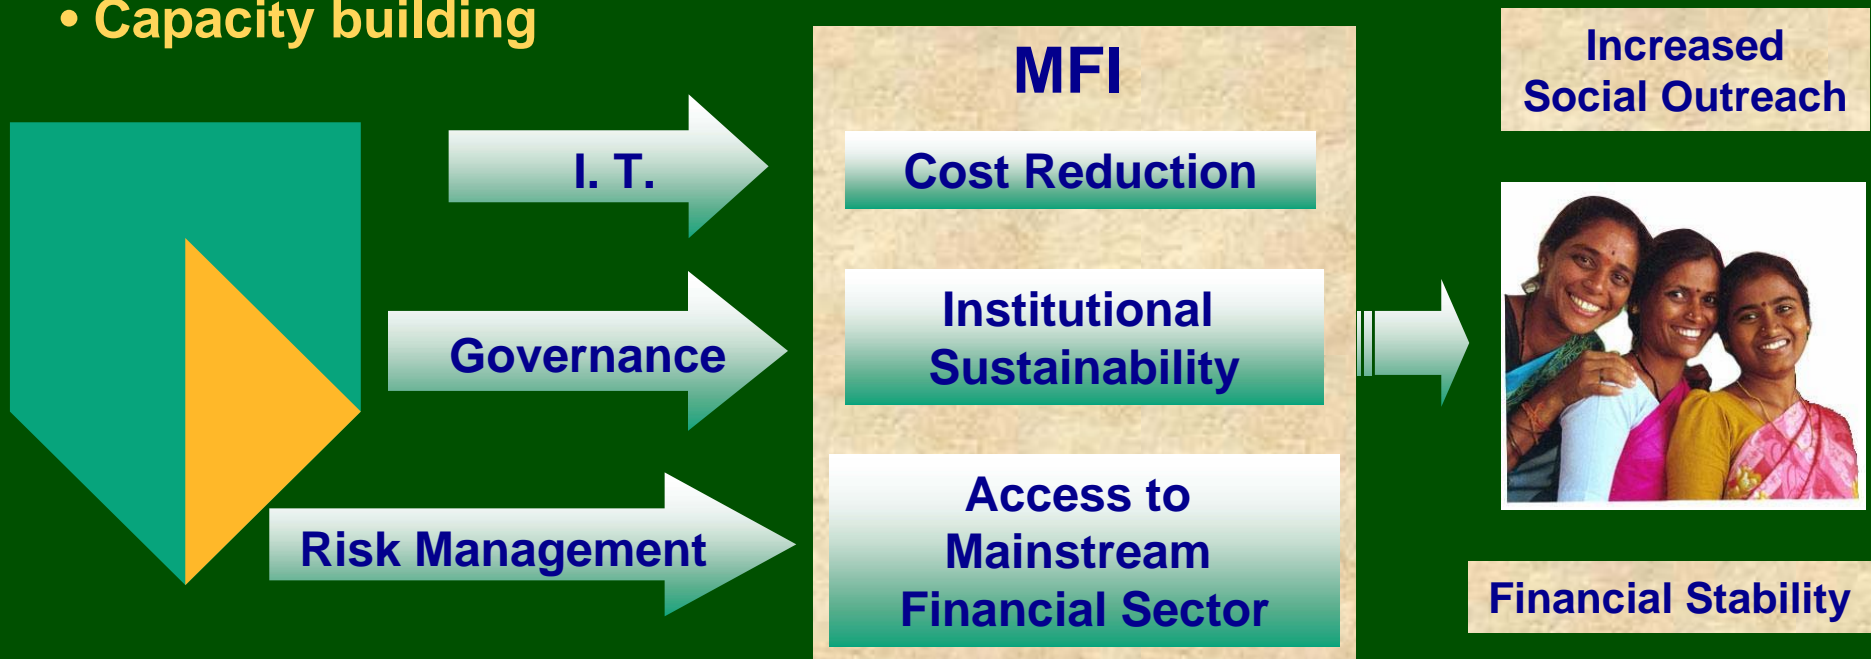 • Capacity building
I. T.
Governance
Risk Management
MFI
Cost Reduction
Institutional
Sustainability
Access to
Mainstream
Financial Sector
Increased
Social Outreach
Financial Stability